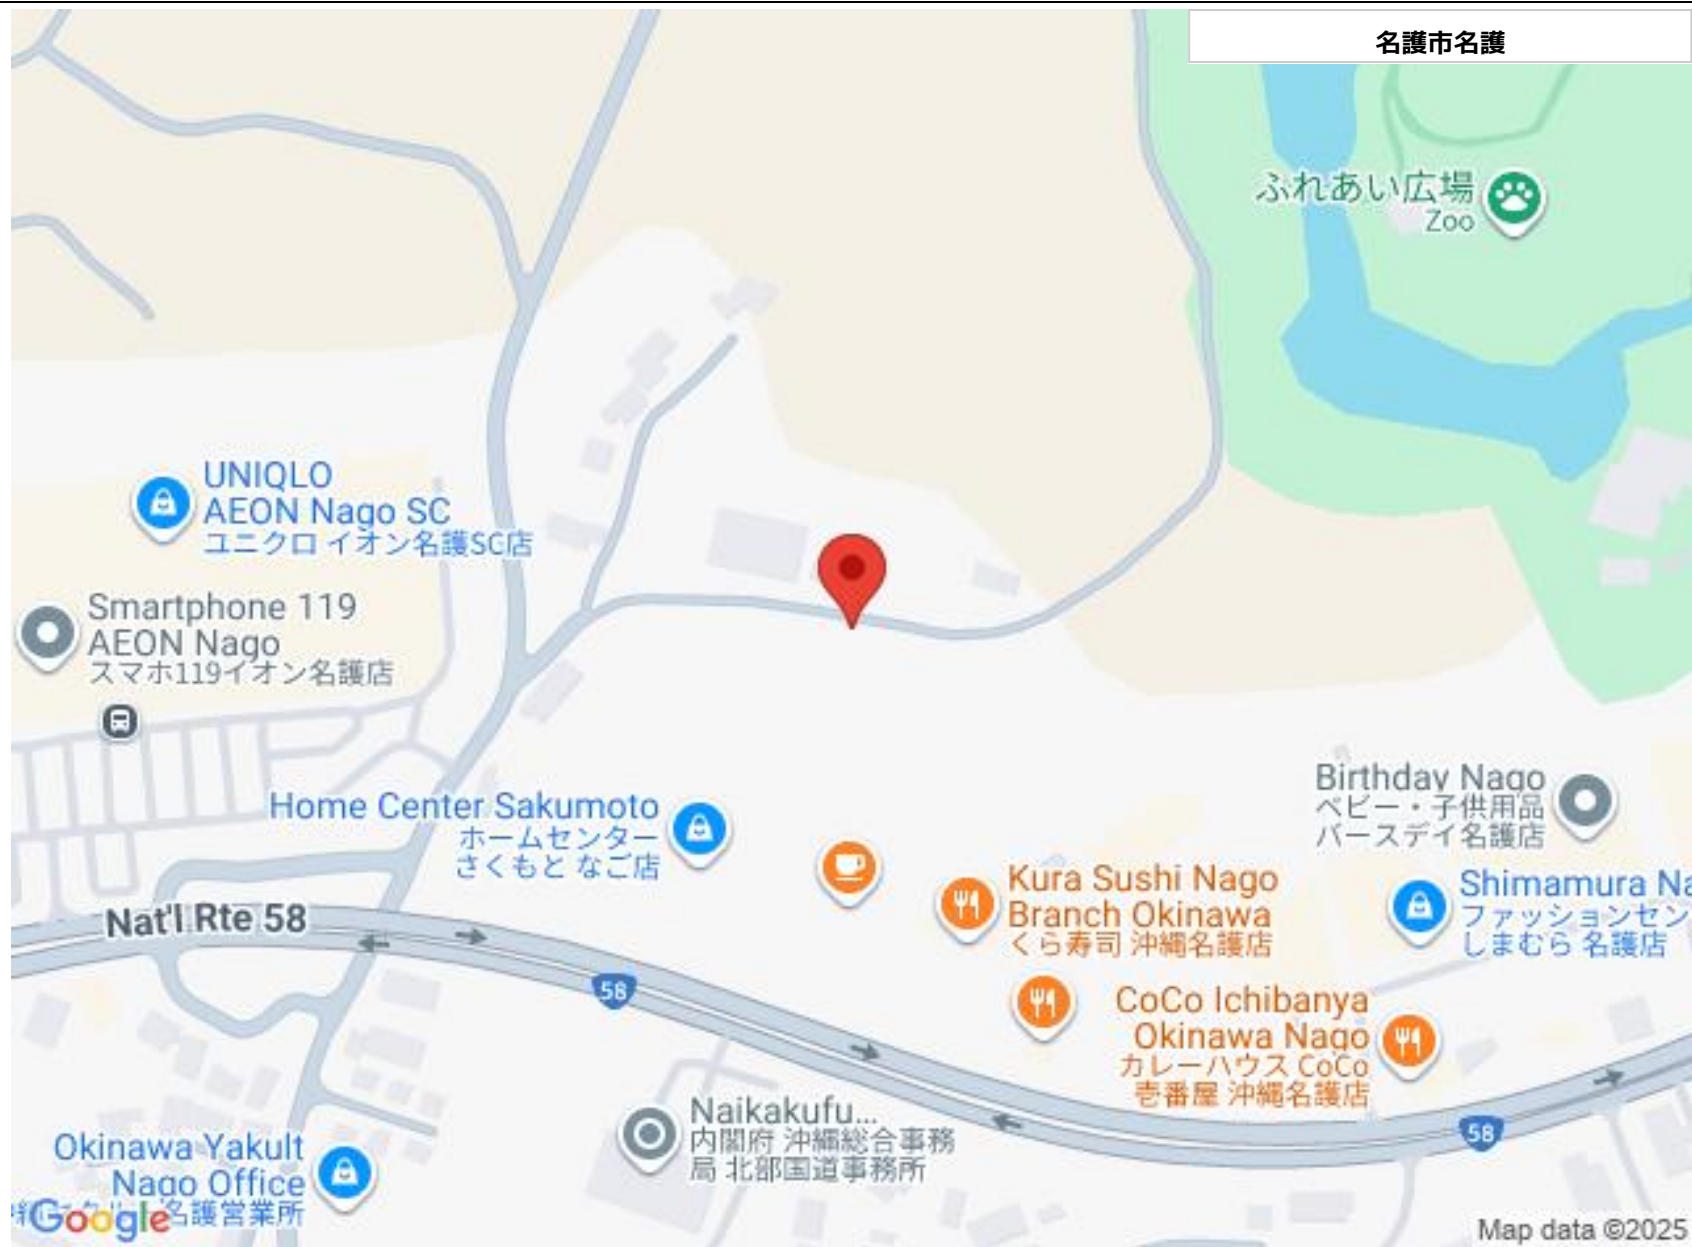 名護市名護
ふれあい広場
Zoo
UNIQLO
AEON Nago SC
ユニクロ イオン名護SC店
Smartphone 119
AEON Nago
スマホ119イオン名護店
Home Center Sakumoto
ホームセンター
さくもと なご店
Birthday Nago
ベビー・子供用品
バースデイ名護店
Kura Sushi Nago
Branch Okinawa
くら寿司 沖縄名護店
Shimamura Na
ファッションセン
しまむら 名護店
Nat'l Rte 58
58
CoCo Ichibanya
Okinawa Nago
カレーハウス CoCo
壱番屋 沖縄名護店
Naikakufu...
内閣府 沖縄総合事務
局 北部国道事務所
58
Okinawa Yakult
Nago Office
名護営業所
Google
Map data ©2025